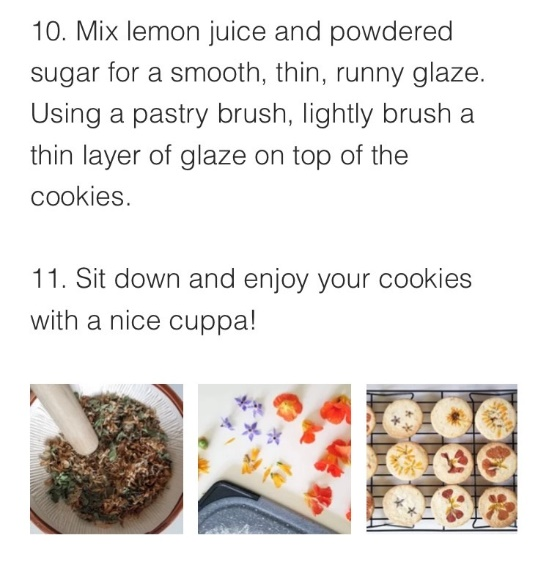 10. Mix lemon juice and powdered
sugar for a smooth, thin, runny glaze.
Using a pastry brush, lightly brush a
thin layer of glaze on top of the
cookies.
11. Sit down and enjoy your cookies
with a nice cuppa!